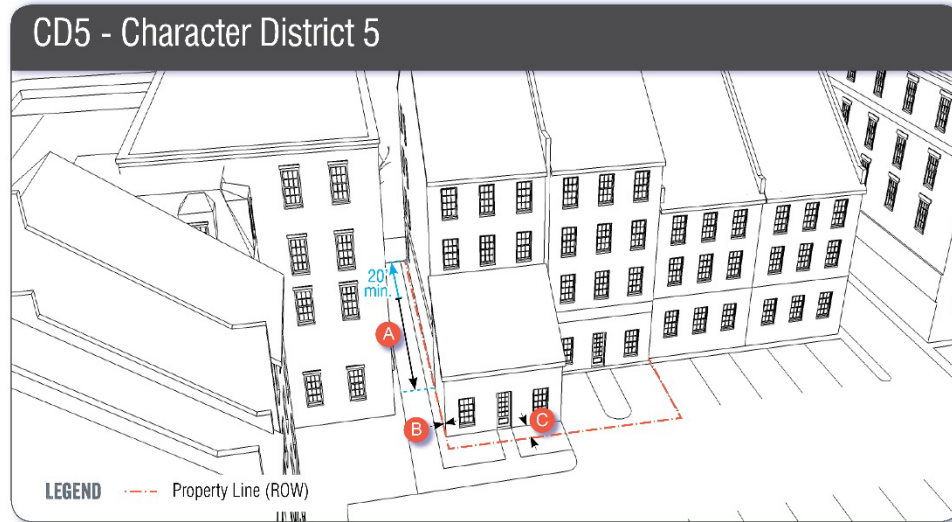 CD5 - Character District 5
20'
min.
A
B
C
LEGEND
Property Line (ROW)